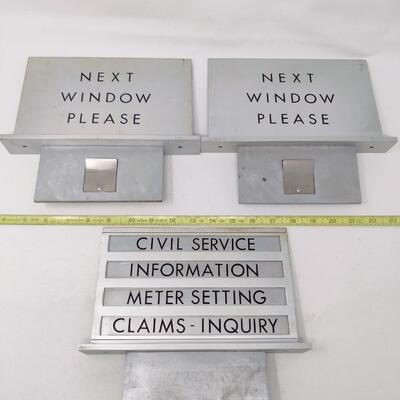 NEXT
WINDOW
PLEASE
NEXT
WINDOW
PLEASE
CIVIL SERVICE
INFORMATION
METER SETTING
CLAIMS - INQUIRY